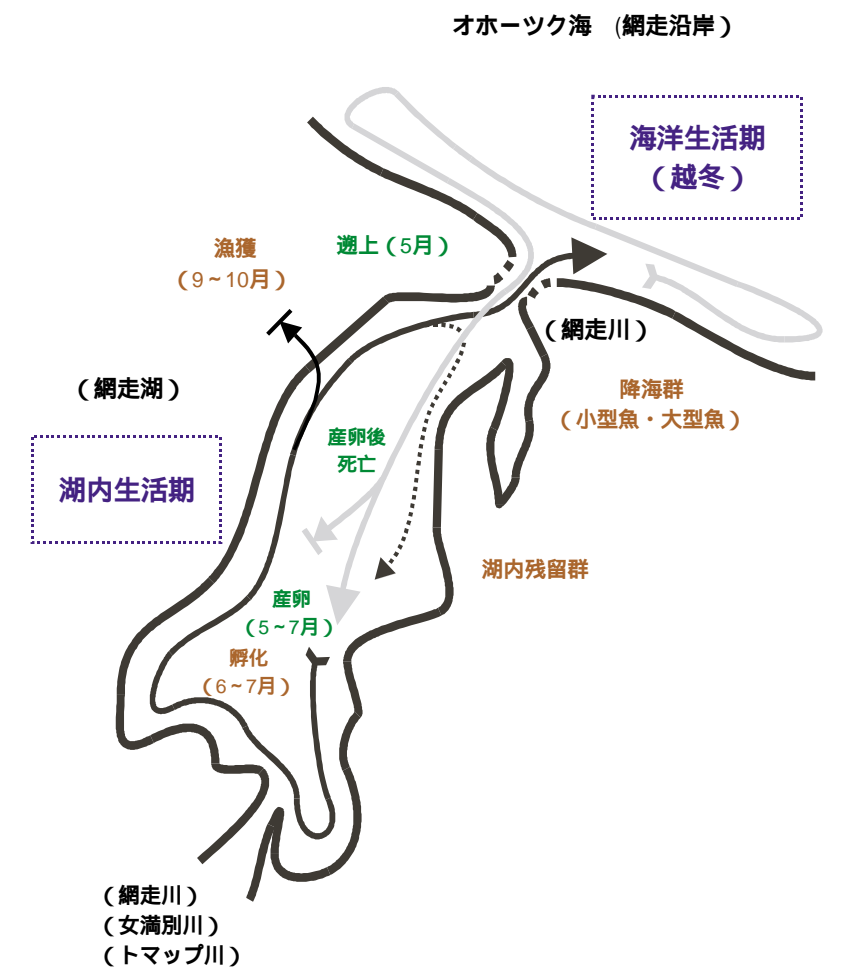 オホーツク海　(網走沿岸）
海洋生活期
（越冬）
漁獲
（9～10月）
遡上（5月）
（網走川）
（網走湖）
降海群
（小型魚・大型魚）
産卵後
死亡
湖内生活期
湖内残留群
産卵
（5～7月）
孵化
（6～7月）
（網走川）
（女満別川）
（トマップ川）